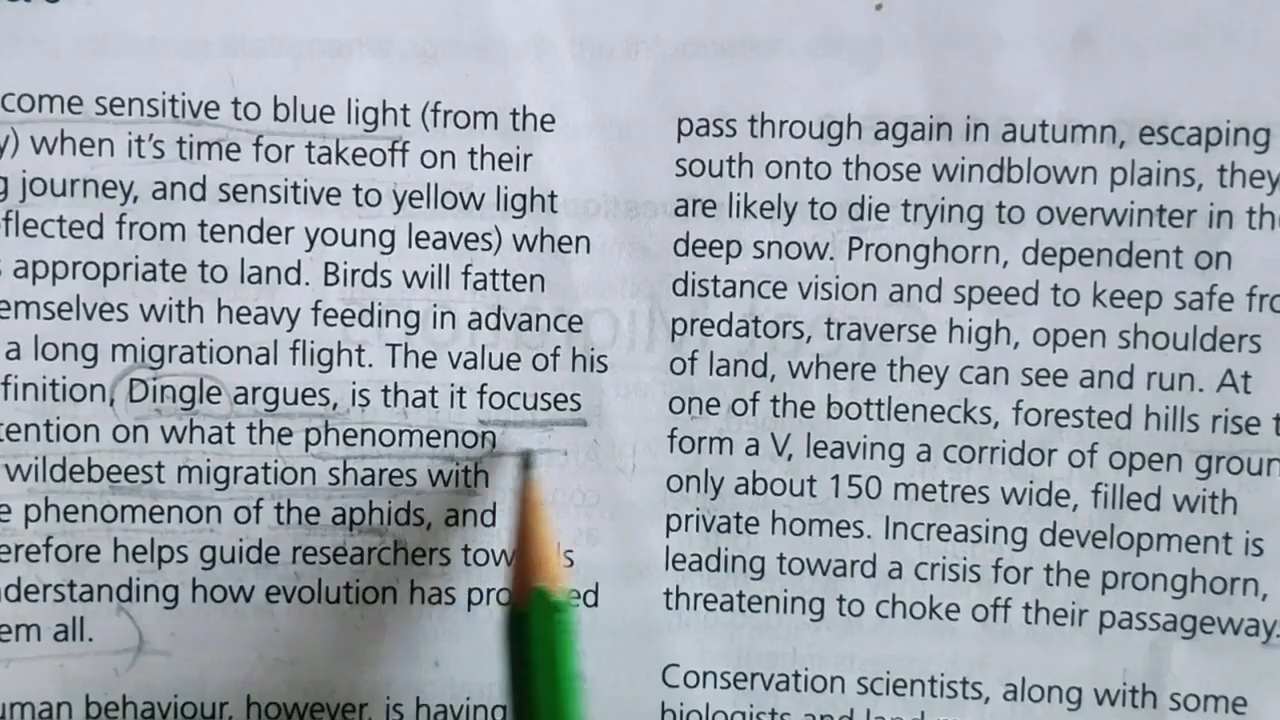 come sensitive to blue light (from the
y) when it's time for takeoff on their
g journey, and sensitive to yellow light
flected from tender young leaves) when
appropriate to land. Birds will fatten
emselves with heavy feeding in advance
a long migrational flight. The value of his
finition, Dingle argues, is that it focuses
tention on what the phenomenon
wildebeest migration shares with
e phenomenon of the aphids, and
erefore helps guide researchers tow s
derstanding how evolution has pro ed
em all.
uman behaviour, however, is having
pass through again in autumn, escaping
south onto those windblown plains, they
are likely to die trying to overwinter in th
deep snow. Pronghorn, dependent on
distance vision and speed to keep safe fro
predators, traverse high, open shoulders
of land, where they can see and run. At
one of the bottlenecks, forested hills rise t
form a V, leaving a corridor of open groun
only about 150 metres wide, filled with
private homes. Increasing development is
leading toward a crisis for the pronghorn,
threatening to choke off their passageway.
Conservation scientists, along with some
biologists and land